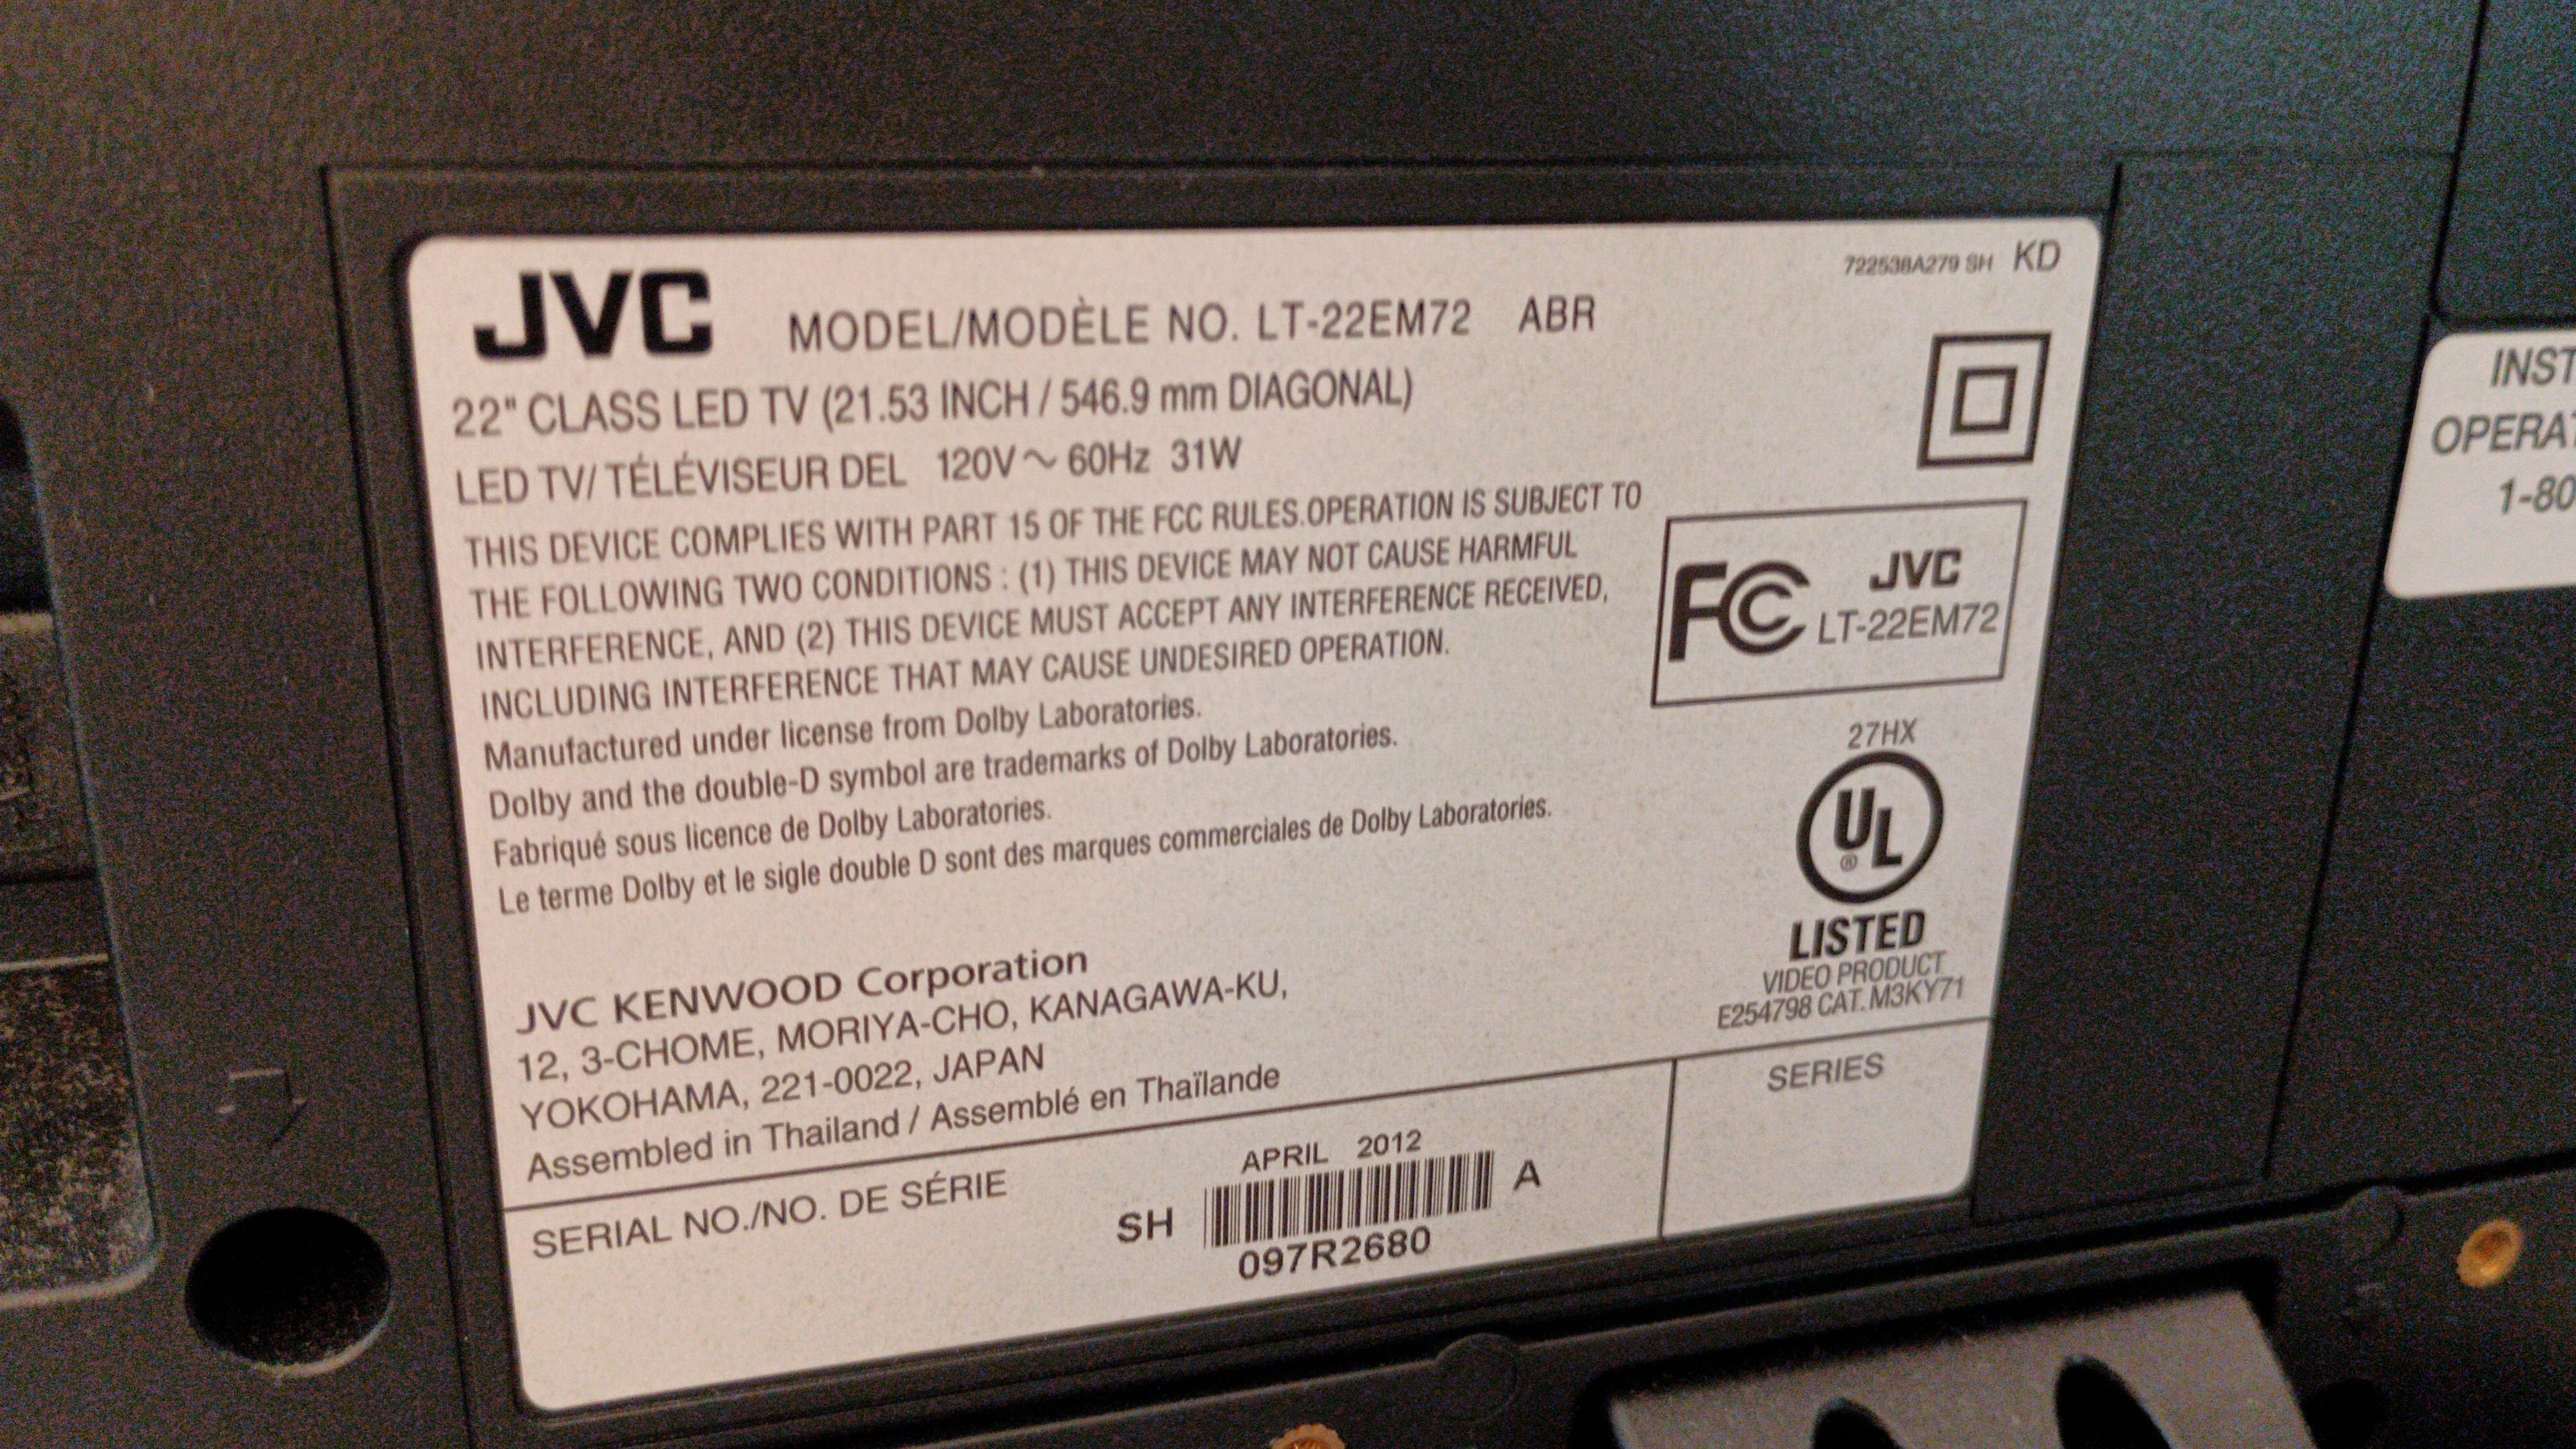 722538A279 SH KD
JVC MODEL/MODÈLE NO. LT-22EM72 ABR
22" CLASS LED TV (21.53 INCH / 546.9 mm DIAGONAL)
LED TV/ TÉLÉVISEUR DEL 120V～ 60Hz 31W
THIS DEVICE COMPLIES WITH PART 15 OF THE FCC RULES.OPERATION IS SUBJECT TO
THE FOLLOWING TWO CONDITIONS : (1) THIS DEVICE MAY NOT CAUSE HARMFUL
INTERFERENCE, AND (2) THIS DEVICE MUST ACCEPT ANY INTERFERENCE RECEIVED,
INCLUDING INTERFERENCE THAT MAY CAUSE UNDESIRED OPERATION.
Manufactured under license from Dolby Laboratories.
Dolby and the double-D symbol are trademarks of Dolby Laboratories.
Fabriqué sous licence de Dolby Laboratories.
Le terme Dolby et le sigle double D sont des marques commerciales de Dolby Laboratories.
JVC KENWOOD Corporation
12, 3-CHOME, MORIYA-CHO, KANAGAWA-KU,
YOKOHAMA, 221-0022, JAPAN
Assembled in Thailand / Assemblé en Thaïlande
FC JVC
LT-22EM72
27HX
UL ®
LISTED
VIDEO PRODUCT
E254798 CAT. M3KY71
SERIAL NO./NO. DE SÉRIE
APRIL 2012
SH A
097R2680
SERIES
INST
OPERAT
1-80